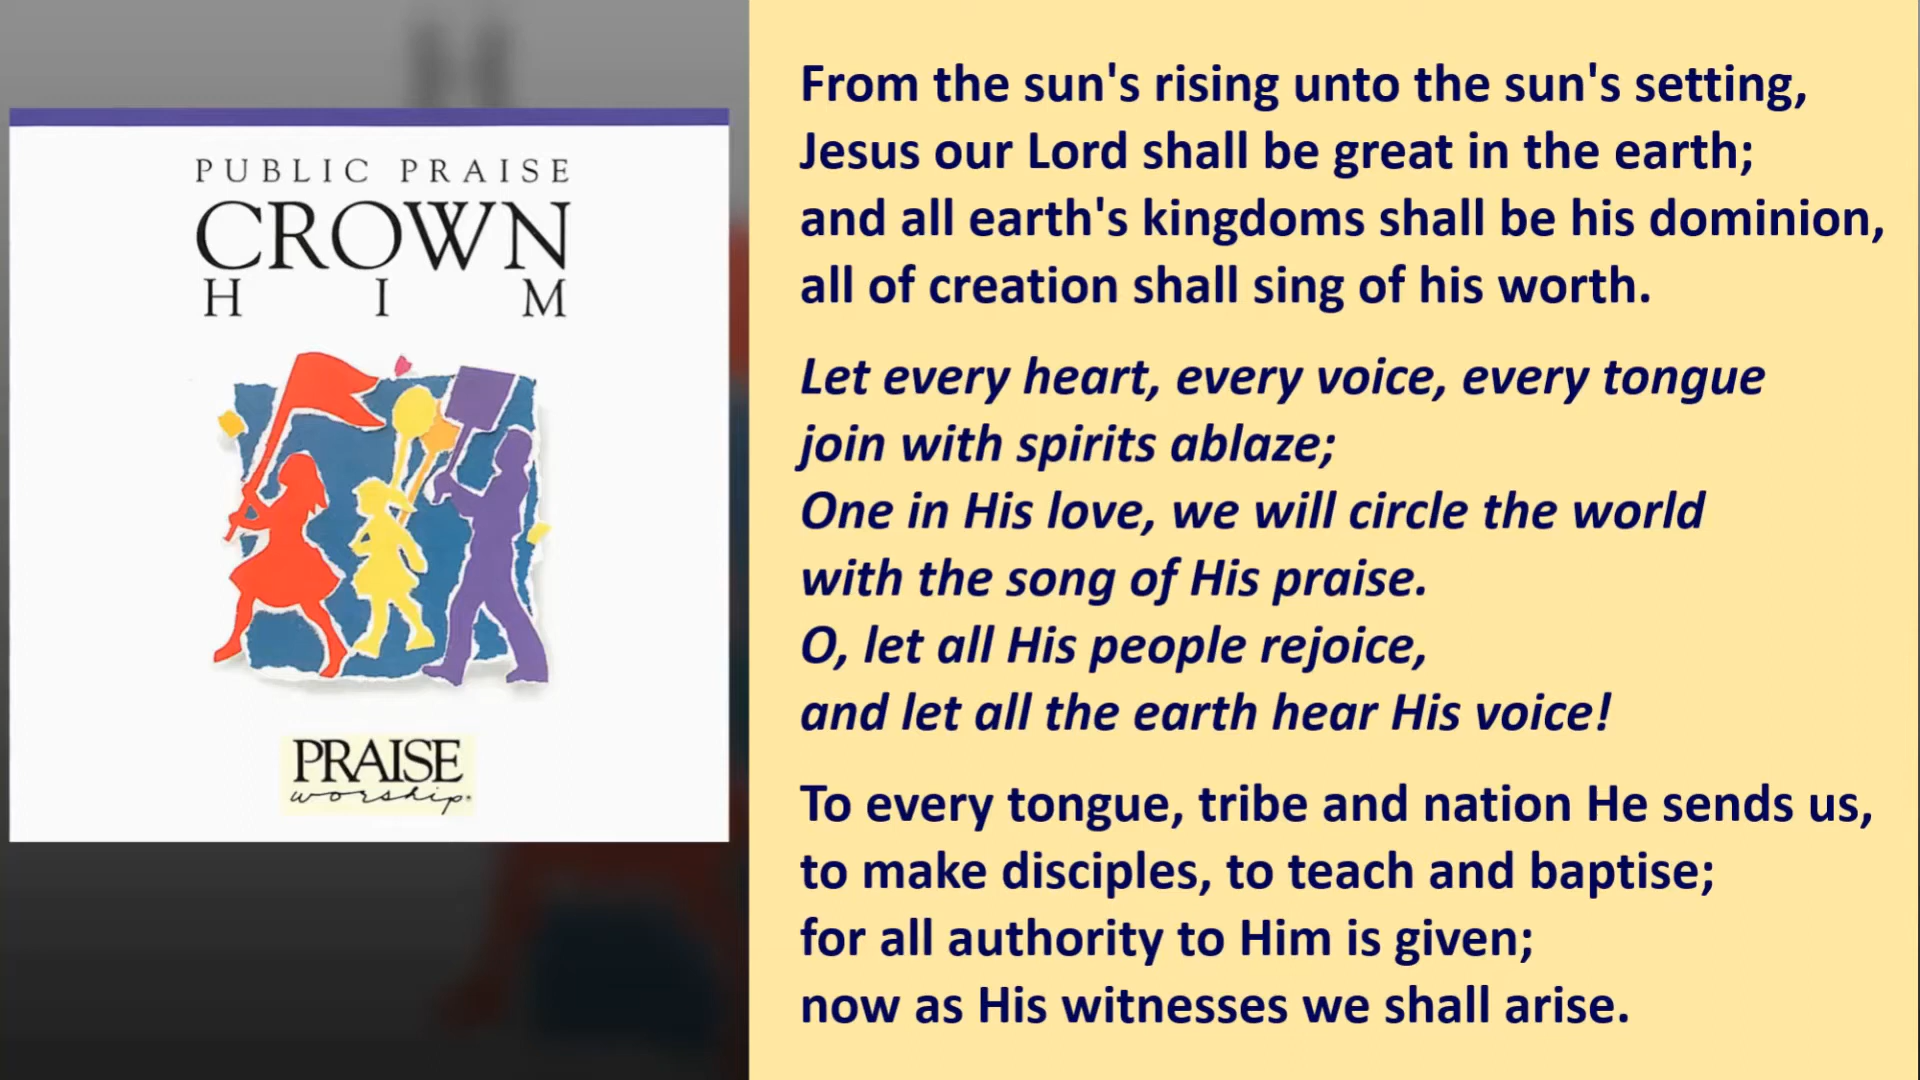 PUBLIC PRAISE
CROWN
HIM
PRAISE
worship
From the sun's rising unto the sun's setting,
Jesus our Lord shall be great in the earth;
and all earth's kingdoms shall be his dominion,
all of creation shall sing of his worth.
Let every heart, every voice, every tongue
join with spirits ablaze;
One in His love, we will circle the world
with the song of His praise.
O, let all His people rejoice,
and let all the earth hear His voice!
To every tongue, tribe and nation He sends us,
to make disciples, to teach and baptise;
for all authority to Him is given;
now as His witnesses we shall arise.